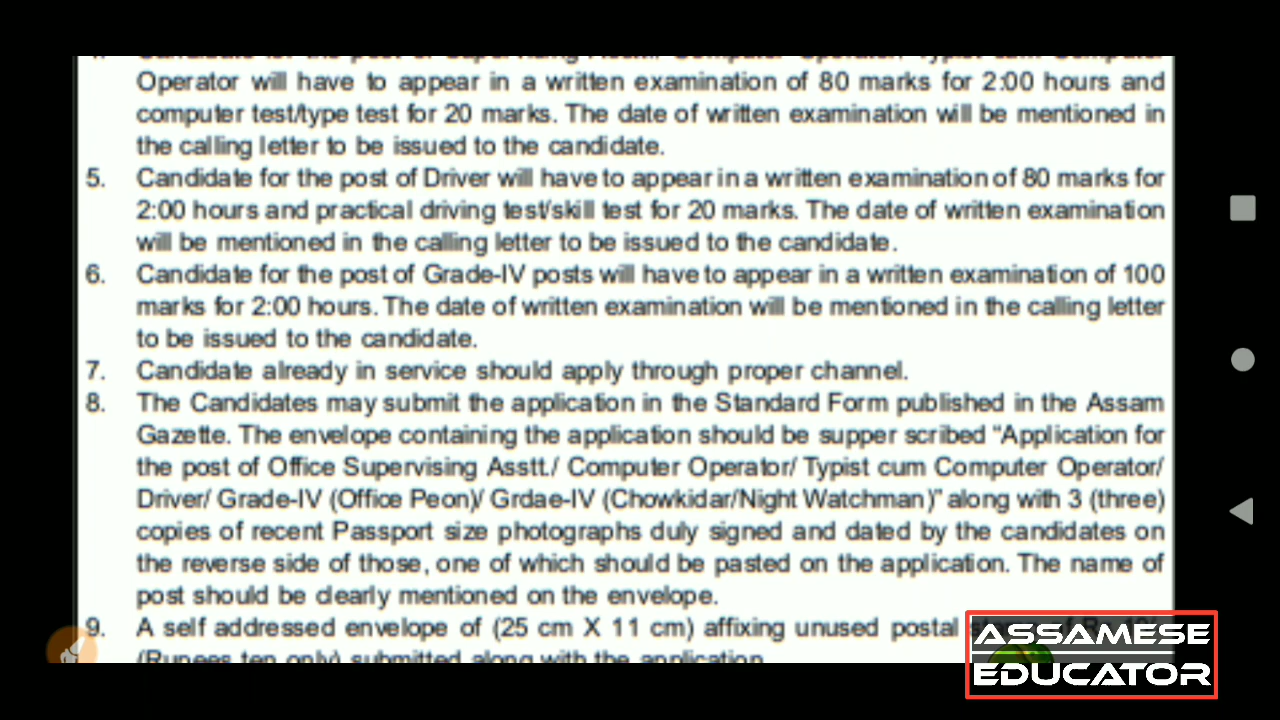 Operator will have to appear in a written examination of 80 marks for 2:00 hours and
computer test/type test for 20 marks. The date of written examination will be mentioned in
the calling letter to be issued to the candidate.
5. Candidate for the post of Driver will have to appear in a written examination of 80 marks for
2:00 hours and practical driving test/skill test for 20 marks. The date of written examination
will be mentioned in the calling letter to be issued to the candidate.
6. Candidate for the post of Grade-IV posts will have to appear in a written examination of 100
marks for 2:00 hours. The date of written examination will be mentioned in the calling letter
to be issued to the candidate.
7. Candidate already in service should apply through proper channel.
8. The Candidates may submit the application in the Standard Form published in the Assam
Gazette. The envelope containing the application should be supper scribed "Application for
the post of Office Supervising Asstt./ Computer Operator/ Typist cum Computer Operator/
Driver/ Grade-IV (Office Peon)/ Grdae-IV (Chowkidar/Night Watchman)" along with 3 (three)
copies of recent Passport size photographs duly signed and dated by the candidates on
the reverse side of those, one of which should be pasted on the application. The name of
post should be clearly mentioned on the envelope.
9. A self addressed envelope of (25 cm X 11 cm) affixing unused postal
(Rupees ten only) submitted along with the application.
ASSAMESE
EDUCATOR